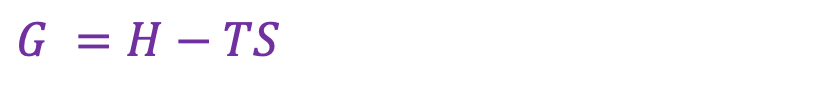 G = H − TS